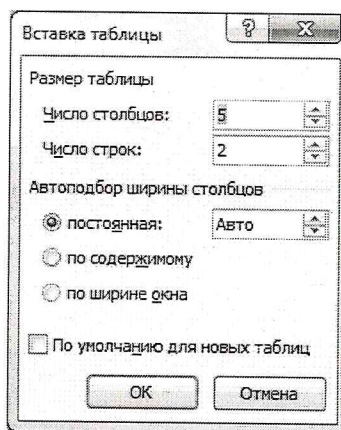 Вставка таблицы
Размер таблицы
Число столбцов: 5
Число строк: 2
Автоподбор ширины столбцов
постоянная: Авто
по содержимому
по ширине окна
По умолчанию для новых таблиц
ОК Отмена